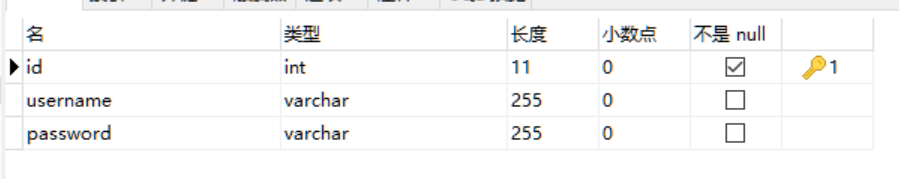 名 类型 长度 小数点 不是 null
id int 11 0 1
username varchar 255 0
password varchar 255 0